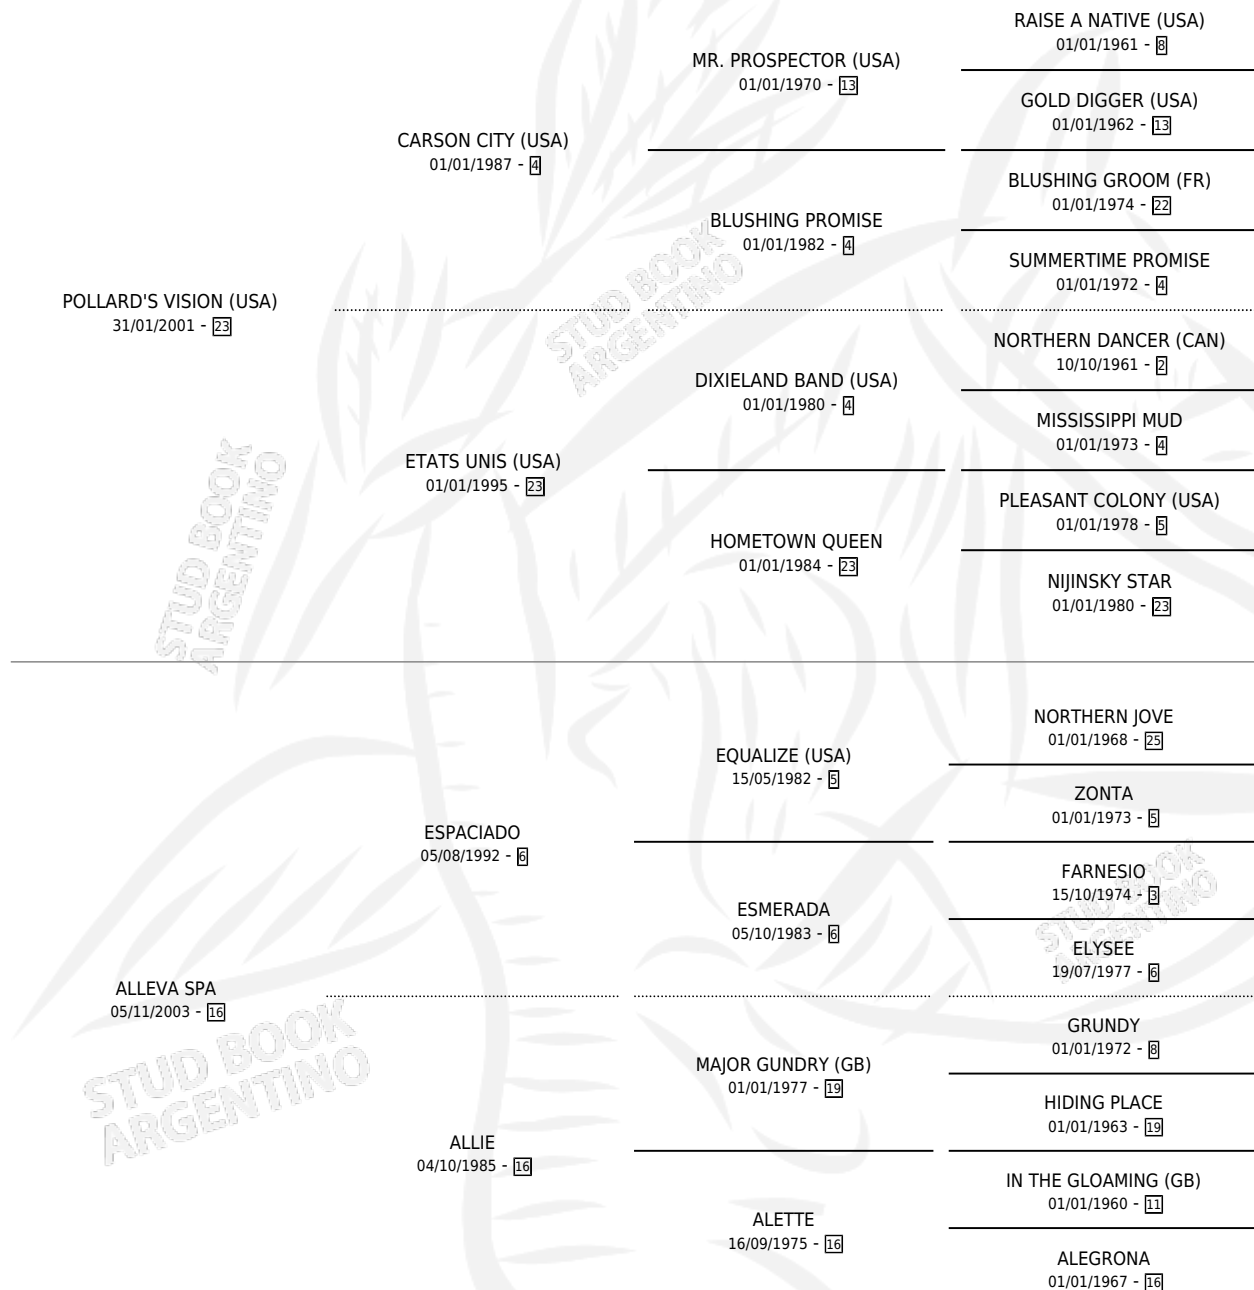 RAISE A NATIVE (USA)
01/01/1961 - 8
MR. PROSPECTOR (USA)
01/01/1970 - 13
GOLD DIGGER (USA)
01/01/1962 - 13
CARSON CITY (USA)
01/01/1987 - 4
BLUSHING GROOM (FR)
01/01/1974 - 22
BLUSHING PROMISE
01/01/1982 - 4
SUMMERTIME PROMISE
01/01/1972 - 4
POLLARD'S VISION (USA)
31/01/2001 - 23
STUD BOOK
ARGENTINO
NORTHERN DANCER (CAN)
10/10/1961 - 2
DIXIELAND BAND (USA)
01/01/1980 - 4
MISSISSIPPI MUD
01/01/1973 - 4
ETATS UNIS (USA)
01/01/1995 - 23
PLEASANT COLONY (USA)
01/01/1978 - 5
HOMETOWN QUEEN
01/01/1984 - 23
NIJINSKY STAR
01/01/1980 - 23
STUD BOOK
ARGENTINO
NORTHERN JOVE
01/01/1968 - 25
EQUALIZE (USA)
15/05/1982 - 5
ZONTA
01/01/1973 - 5
ESPACIADO
05/08/1992 - 6
FARNESIO
15/10/1974 - 3
ESMERADA
05/10/1983 - 6
STUD BOOK
ARGENTINO
ELYSEE
19/07/1977 - 6
ALLEVA SPA
05/11/2003 - 16
STUD BOOK
ARGENTINO
GRUNDY
01/01/1972 - 8
MAJOR GUNDRY (GB)
01/01/1977 - 19
HIDING PLACE
01/01/1963 - 19
ALLIE
04/10/1985 - 16
IN THE GLOAMING (GB)
01/01/1960 - 11
ALETTE
16/09/1975 - 16
ALEGRONA
01/01/1967 - 16